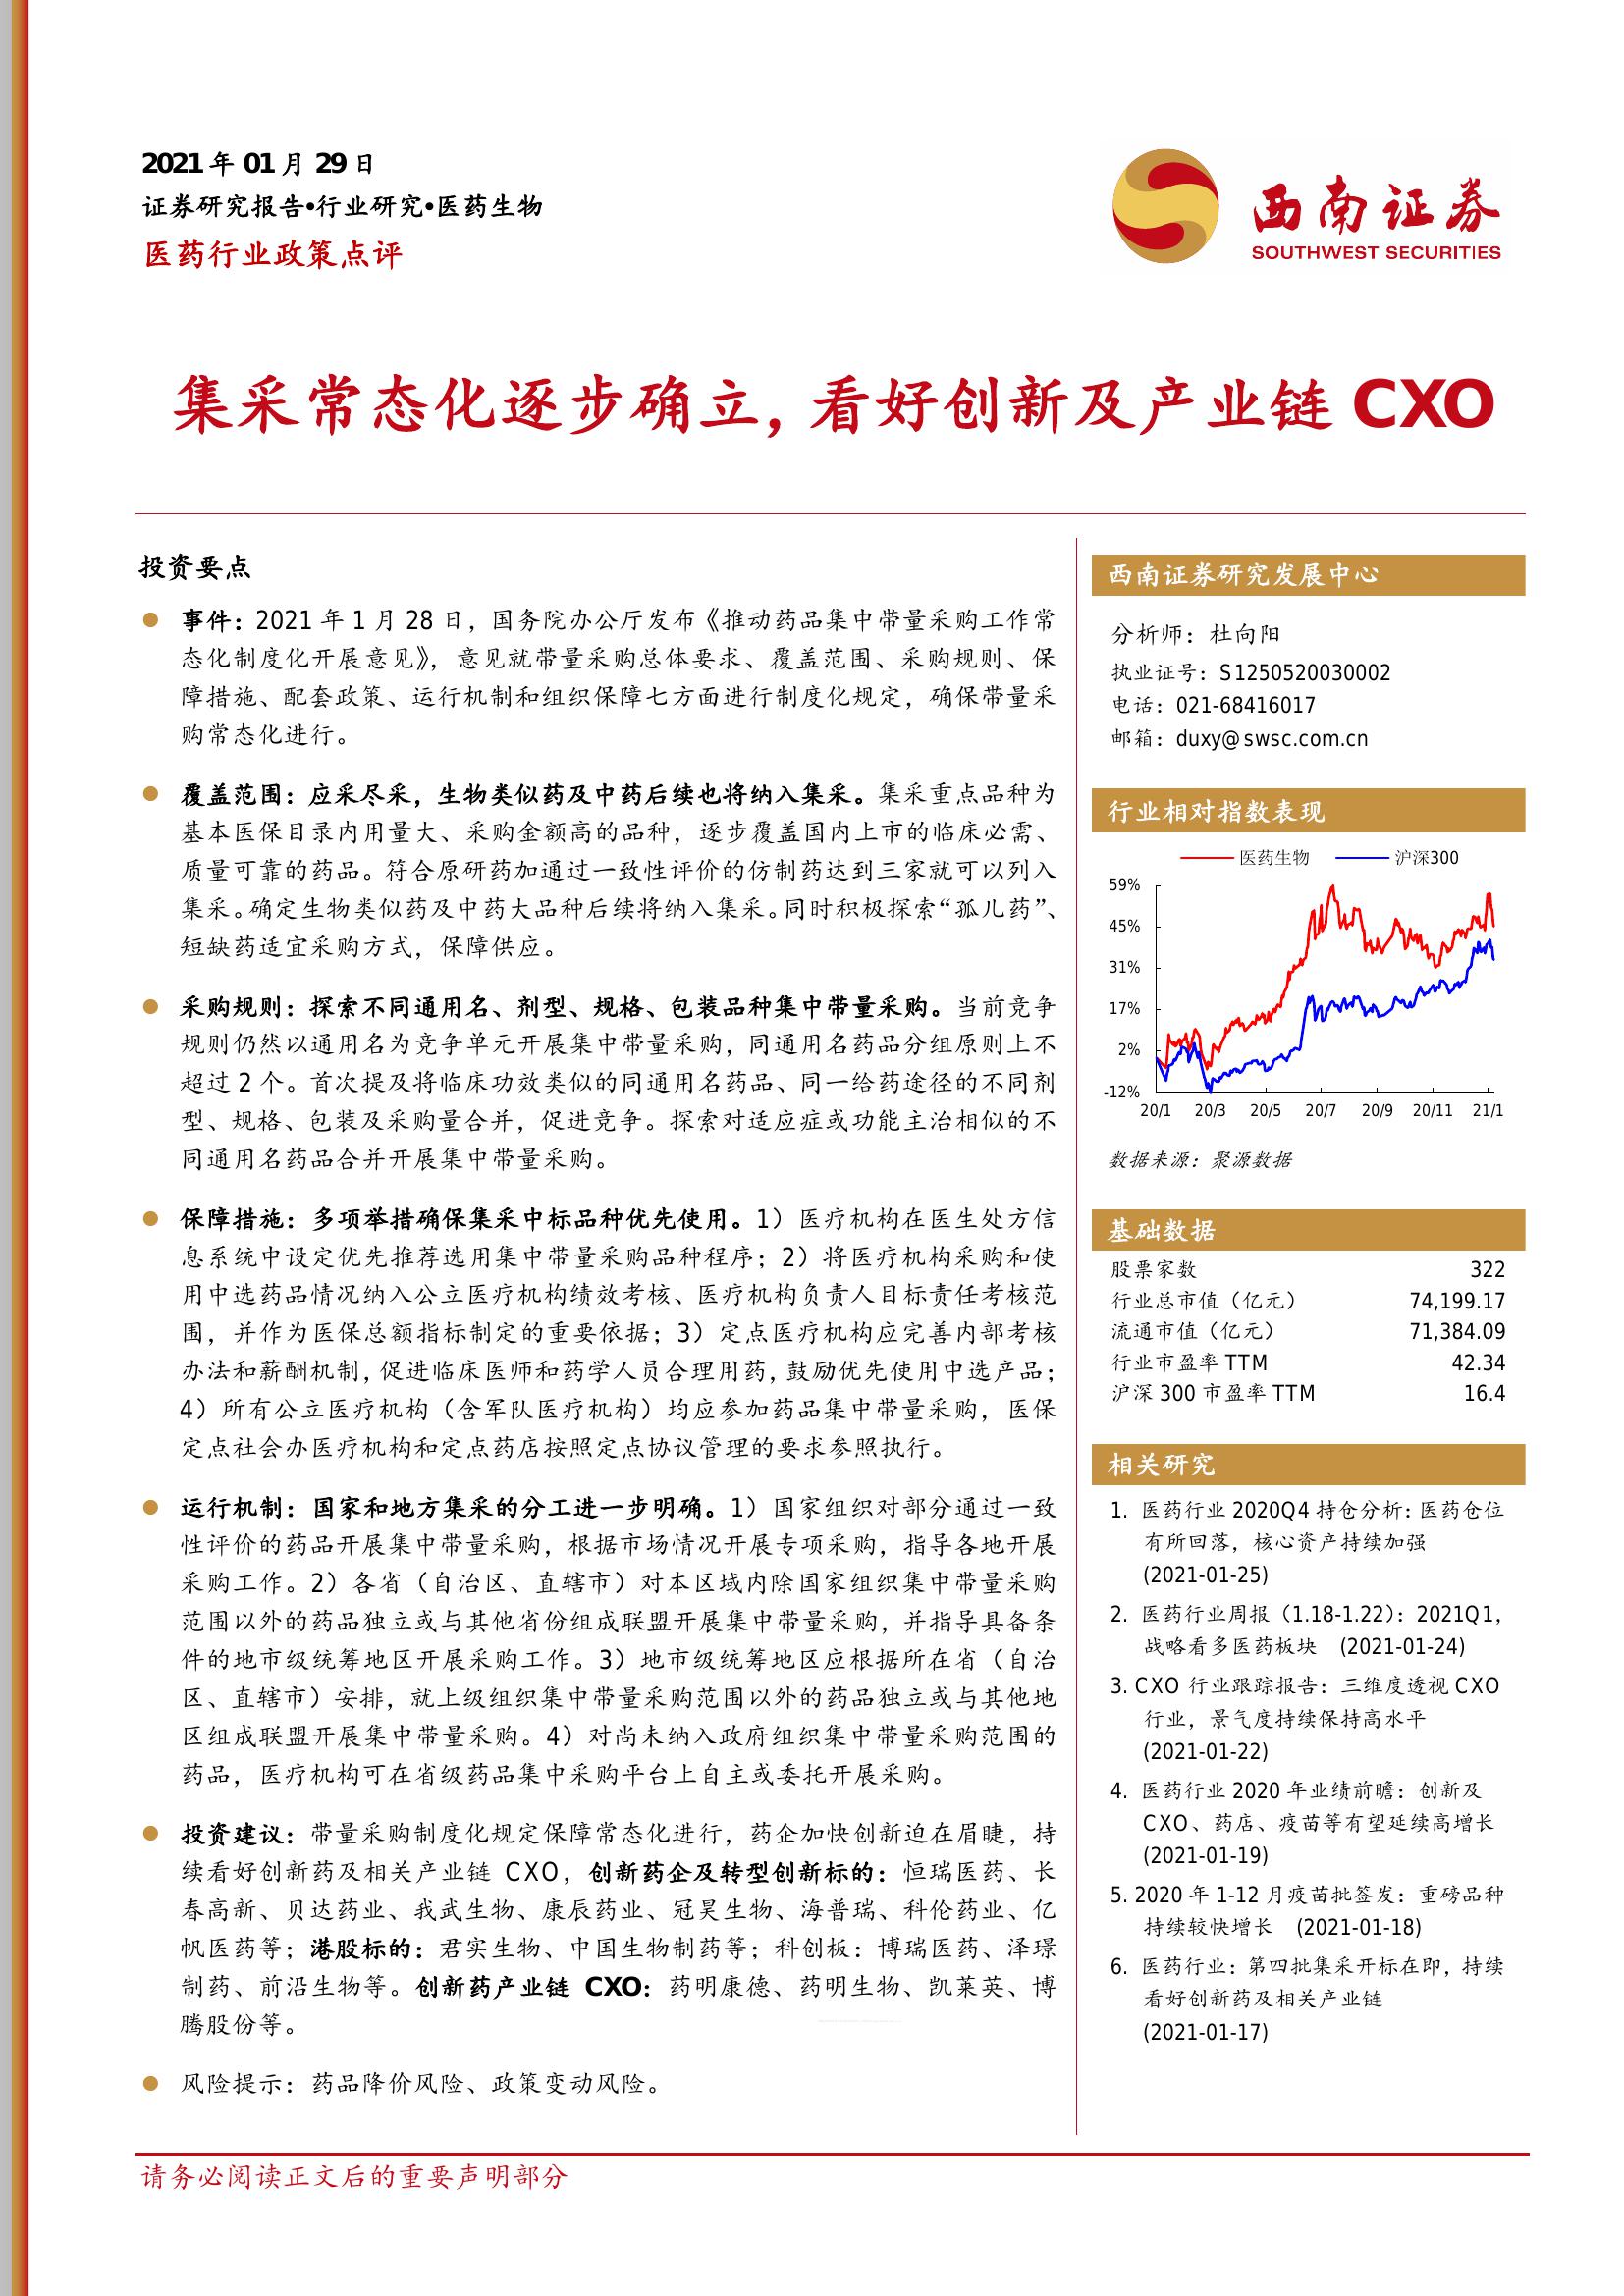 2021 年 01 月 29 日
证券研究报告•行业研究•医药生物
医药行业政策点评
西南证券
SOUTHWEST SECURITIES
集采常态化逐步确立，看好创新及产业链 CXO
投资要点
事件：2021 年 1 月 28 日，国务院办公厅发布《推动药品集中带量采购工作常
态化制度化开展意见》，意见就带量采购总体要求、覆盖范围、采购规则、保
障措施、配套政策、运行机制和组织保障七方面进行制度化规定，确保带量采
购常态化进行。
覆盖范围：应采尽采，生物类似药及中药后续也将纳入集采。集采重点品种为
基本医保目录内用量大、采购金额高的品种，逐步覆盖国内上市的临床必需、
质量可靠的药品。符合原研药加通过一致性评价的仿制药达到三家就可以列入
集采。确定生物类似药及中药大品种后续将纳入集采。同时积极探索“孤儿药”、
短缺药适宜采购方式，保障供应。
采购规则：探索不同通用名、剂型、规格、包装品种集中带量采购。当前竞争
规则仍然以通用名为竞争单元开展集中带量采购，同通用名药品分组原则上不
超过 2 个。首次提及将临床功效类似的同通用名药品、同一给药途径的不同剂
型、规格、包装及采购量合并，促进竞争。探索对适应症或功能主治相似的不
同通用名药品合并开展集中带量采购。
保障措施：多项举措确保集采中标品种优先使用。1）医疗机构在医生处方信
息系统中设定优先推荐选用集中带量采购品种程序；2）将医疗机构采购和使
用中选药品情况纳入公立医疗机构绩效考核、医疗机构负责人目标责任考核范
围，并作为医保总额指标制定的重要依据；3）定点医疗机构应完善内部考核
办法和薪酬机制，促进临床医师和药学人员合理用药，鼓励优先使用中选产品；
4）所有公立医疗机构（含军队医疗机构）均应参加药品集中带量采购，医保
定点社会办医疗机构和定点药店按照定点协议管理的要求参照执行。
运行机制：国家和地方集采的分工进一步明确。1）国家组织对部分通过一致
性评价的药品开展集中带量采购，根据市场情况开展专项采购，指导各地开展
采购工作。2）各省（自治区、直辖市）对本区域内除国家组织集中带量采购
范围以外的药品独立或与其他省份组成联盟开展集中带量采购，并指导具备条
件的地市级统筹地区开展采购工作。3）地市级统筹地区应根据所在省（自治
区、直辖市）安排，就上级组织集中带量采购范围以外的药品独立或与其他地
区组成联盟开展集中带量采购。4）对尚未纳入政府组织集中带量采购范围的
药品，医疗机构可在省级药品集中采购平台上自主或委托开展采购。
投资建议：带量采购制度化规定保障常态化进行，药企加快创新迫在眉睫，持
续看好创新药及相关产业链 CXO，创新药企及转型创新标的：恒瑞医药、长
春高新、贝达药业、我武生物、康辰药业、冠昊生物、海普瑞、科伦药业、亿
帆医药等；港股标的：君实生物、中国生物制药等；科创板：博瑞医药、泽璟
制药、前沿生物等。创新药产业链 CXO：药明康德、药明生物、凯莱英、博
腾股份等。
风险提示：药品降价风险、政策变动风险。
西南证券研究发展中心
分析师：杜向阳
执业证号：S1250520030002
电话：021-68416017
邮箱：duxy@swsc.com.cn
行业相对指数表现
医药生物 沪深300
59%
45%
31%
17%
2%
-12%
20/1 20/3 20/5 20/7 20/9 20/11 21/1
数据来源：聚源数据
基础数据
股票家数 322
行业总市值（亿元） 74,199.17
流通市值（亿元） 71,384.09
行业市盈率 TTM 42.34
沪深 300 市盈率 TTM 16.4
相关研究
1. 医药行业 2020Q4 持仓分析：医药仓位
有所回落，核心资产持续加强
(2021-01-25)
2. 医药行业周报（1.18-1.22）：2021Q1，
战略看多医药板块 (2021-01-24)
3. CXO 行业跟踪报告：三维度透视 CXO
行业，景气度持续保持高水平
(2021-01-22)
4. 医药行业 2020 年业绩前瞻：创新及
CXO、药店、疫苗等有望延续高增长
(2021-01-19)
5. 2020 年 1-12 月疫苗批签发：重磅品种
持续较快增长 (2021-01-18)
6. 医药行业：第四批集采开标在即，持续
看好创新药及相关产业链
(2021-01-17)
请务必阅读正文后的重要声明部分